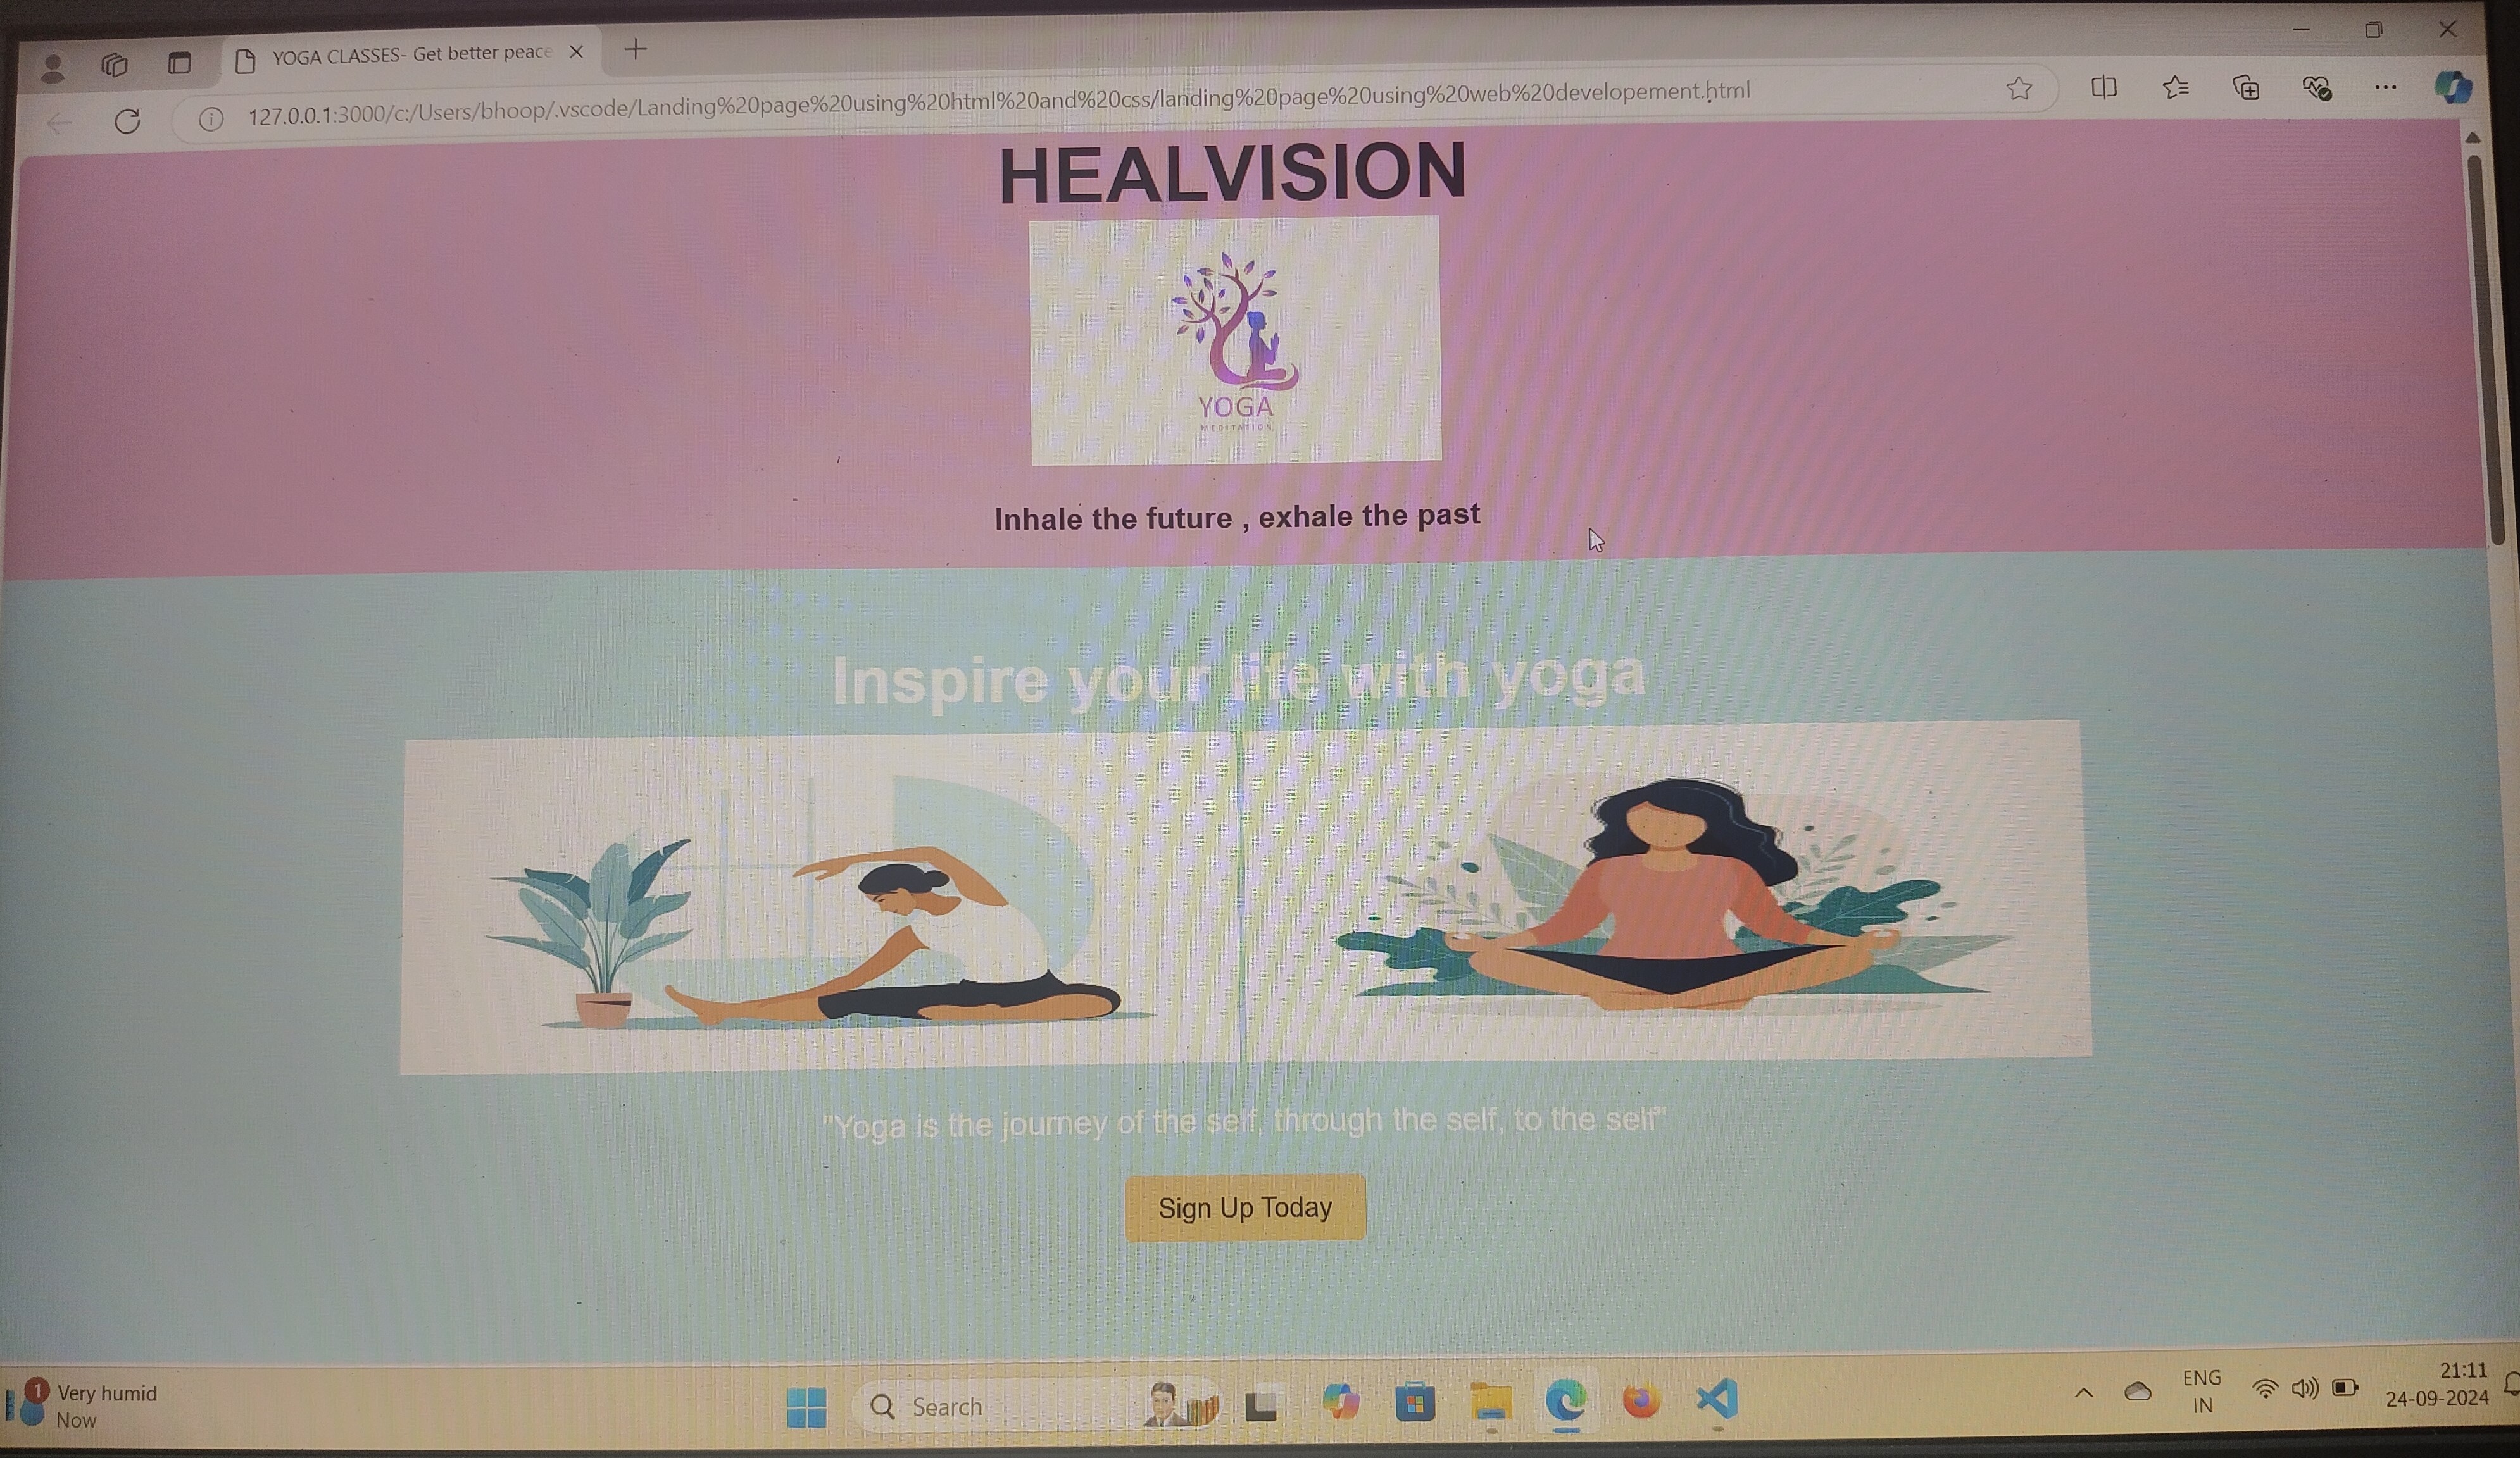 YOGA CLASSES- Get better peace
127.0.0.1:3000/c:/Users/bhoop/.vscode/Landing%20page%20using%20html%20and%20css/landing%20page%20using%20web%20developement.html
HEALVISION
YOGA
MEDITATION
Inhale the future , exhale the past
Inspire your life with yoga
"Yoga is the journey of the self, through the self, to the self"
Sign Up Today
1
Very humid
Now
Search
ENG
IN
21:11
24-09-2024